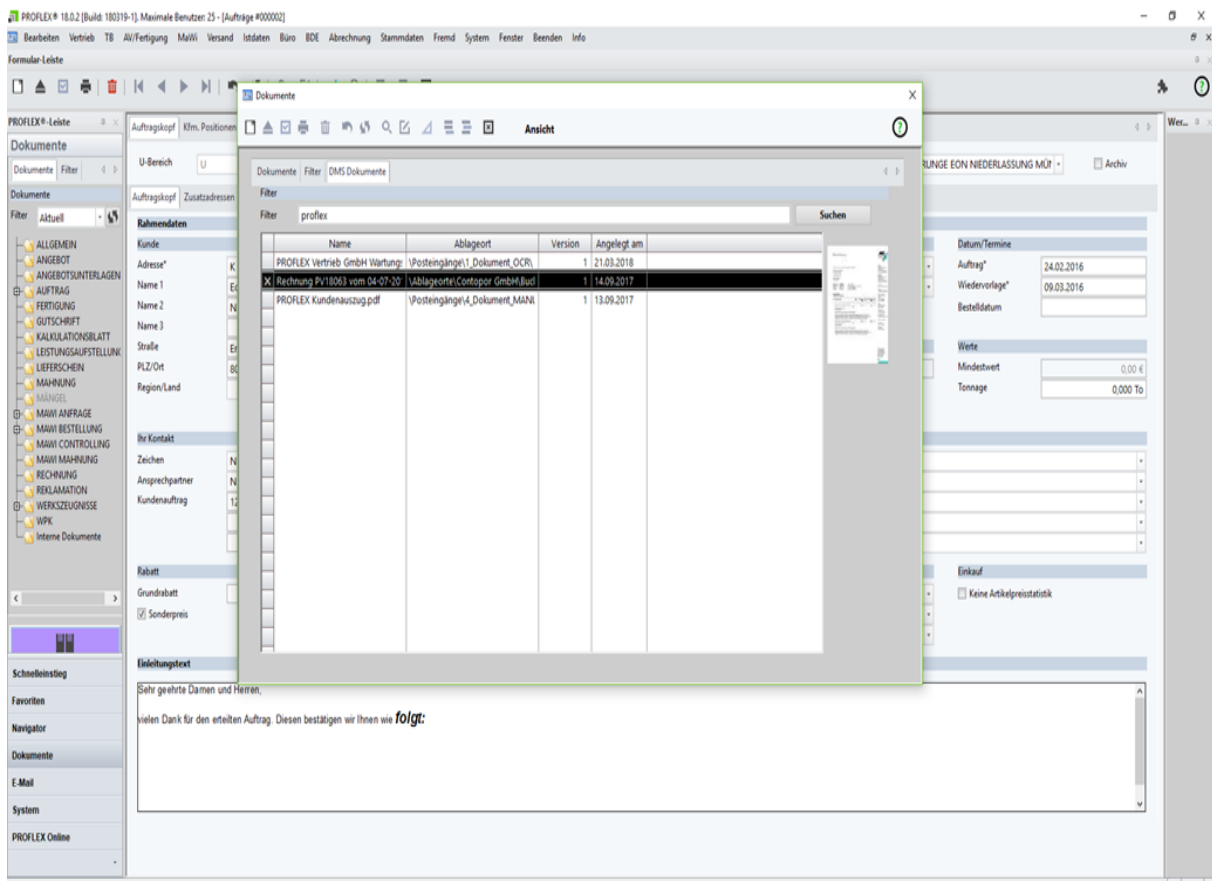 PROFLEX® 18.0.2 [Build: 180319-1]. Maximale Benutzer: 25 - [Aufträge #000002]
Bearbeiten Vertrieb TB AV/Fertigung MaWi Versand Istdaten Büro BDE Abrechnung Stammdaten Fremd System Fenster Beenden Info
Formular-Leiste
PROFLEX®-Leiste
Dokumente
Dokumente Filter
Dokumente
Filter Aktuell
ALLGEMEIN
ANGEBOT
ANGEBOTSUNTERLAGEN
AUFTRAG
FERTIGUNG
GUTSCHRIFT
KALKULATIONSBLATT
LEISTUNGSAUFSTELLUNG
LIEFERSCHEIN
MAHNUNG
MÄNGEL
MAWI ANFRAGE
MAWI BESTELLUNG
MAWI CONTROLLING
MAWI MAHNUNG
RECHNUNG
REKLAMATION
WERKSZEUGNISSE
WPK
Interne Dokumente
Schnelleinstieg
Favoriten
Navigator
Dokumente
E-Mail
System
PROFLEX Online
Auftragskopf Kfm. Positionen
U-Bereich U
Auftragskopf Zusatzadressen
Rahmendaten
Kunde
Adresse* K
Name 1
Name 2 N
Name 3
Straße
PLZ/Ort 80
Region/Land
Ihr Kontakt
Zeichen N
Ansprechpartner N
Kundenauftrag 12
Rabatt
Grundrabatt
Sonderpreis
Einleitungstext
Sehr geehrte Damen und Herren,
vielen Dank für den erteilten Auftrag. Diesen bestätigen wir Ihnen wie folgt:
Dokumente
Ansicht
Dokumente Filter DMS Dokumente
Filter
Filter proflex Suchen
Name Ablageort Version Angelegt am
PROFLEX Vertrieb GmbH Wartung: \Posteingänge\1_Dokument_OCR\ 1 21.03.2018
X Rechnung PV18063 vom 04-07-20 \Ablageorte\Contopor GmbH\Bucl 1 14.09.2017
PROFLEX Kundenauszug.pdf \Posteingänge\4_Dokument_MANU 1 13.09.2017
RUNGE EON NIEDERLASSUNG MÜN Archiv
Wer...
Datum/Termine
Auftrag* 24.02.2016
Wiedervorlage* 09.03.2016
Bestelldatum
Werte
Mindestwert 0,00 €
Tonnage 0,000 To
Einkauf
Keine Artikelpreisstatistik